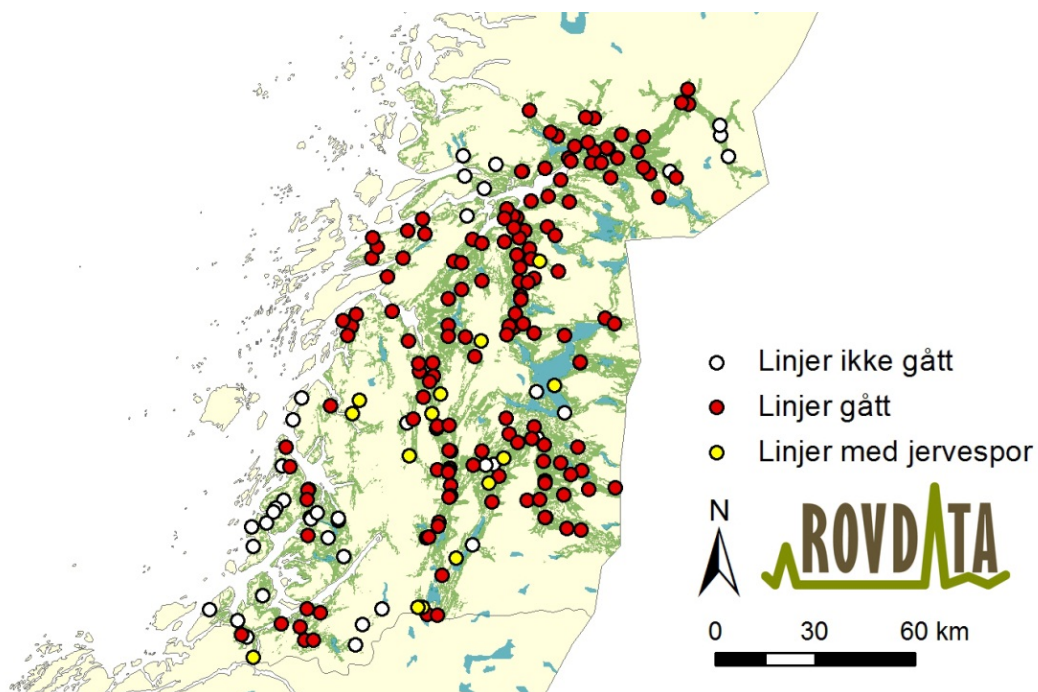 Linjer ikke gått
Linjer gått
Linjer med jervespor
N
ROVDATA
0 30 60 km